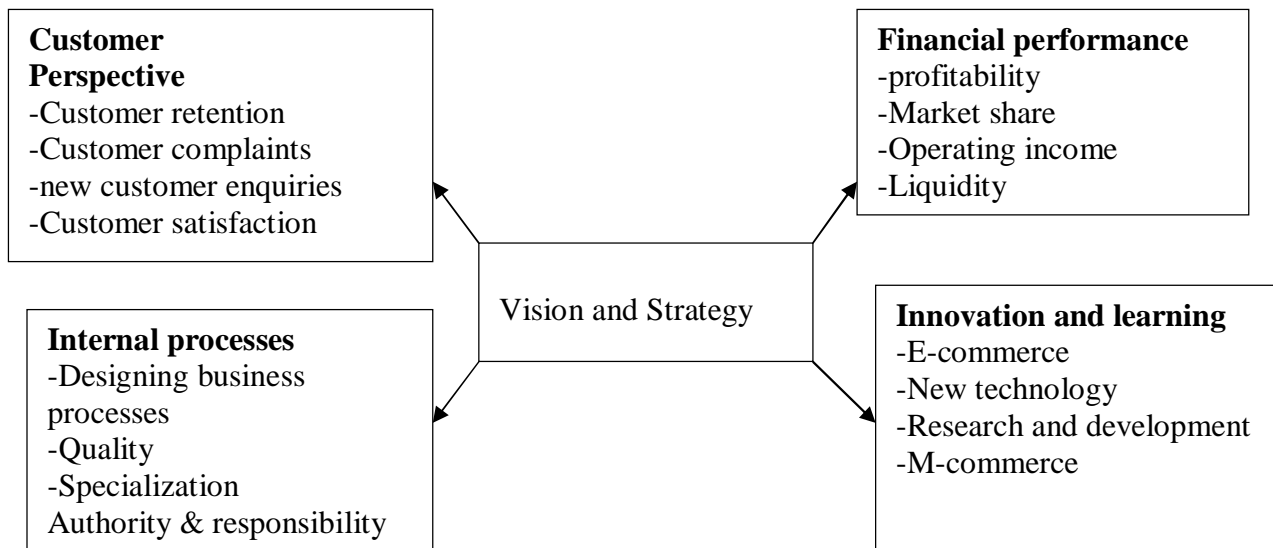 Customer
Perspective
-Customer retention
-Customer complaints
-new customer enquiries
-Customer satisfaction
Financial performance
-profitability
-Market share
-Operating income
-Liquidity
Vision and Strategy
Internal processes
-Designing business
processes
-Quality
-Specialization
Authority & responsibility
Innovation and learning
-E-commerce
-New technology
-Research and development
-M-commerce